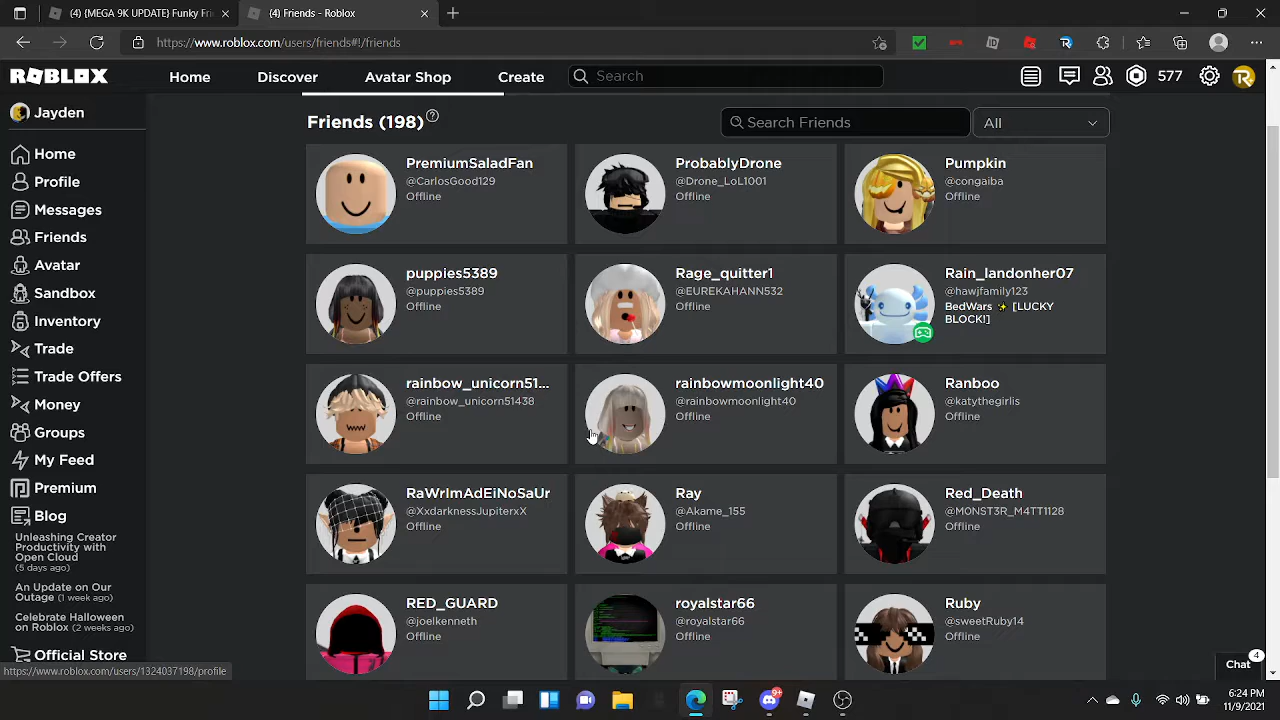 (4) {MEGA 9K UPDATE} Funky Fri
(4) Friends - Roblox
https://www.roblox.com/users/friends#!/friends
ROBLOX
Home
Discover
Avatar Shop
Create
Search
577
Jayden
Home
Profile
Messages
Friends
Avatar
Sandbox
Inventory
Trade
Trade Offers
Money
Groups
My Feed
Premium
Blog
Unleashing Creator
Productivity with
Open Cloud
(5 days ago)
An Update on Our
Outage (1 week ago)
Celebrate Halloween
on Roblox (2 weeks ago)
Official Store
https://www.roblox.com/users/1324037198/profile
Friends (198)
Search Friends
All
PremiumSaladFan
@CarlosGood129
Offline
ProbablyDrone
@Drone_LoL1001
Offline
Pumpkin
@congaiba
Offline
puppies5389
@puppies5389
Offline
Rage_quitter1
@EUREKAHANN532
Offline
Rain_landonher07
@hawjfamily123
BedWars ✨ [LUCKY
BLOCK!]
rainbow_unicorn51...
@rainbow_unicorn51438
Offline
rainbowmoonlight40
@rainbowmoonlight40
Offline
Ranboo
@katythegirlis
Offline
RaWrImAdEiNoSaUr
@XxdarknessJupiterxX
Offline
Ray
@Akame_155
Offline
Red_Death
@M0NST3R_M4TT1128
Offline
RED_GUARD
@joelkenneth
Offline
royalstar66
@royalstar66
Offline
Ruby
@sweetRuby14
Offline
Chat
4
6:24 PM
11/9/2021